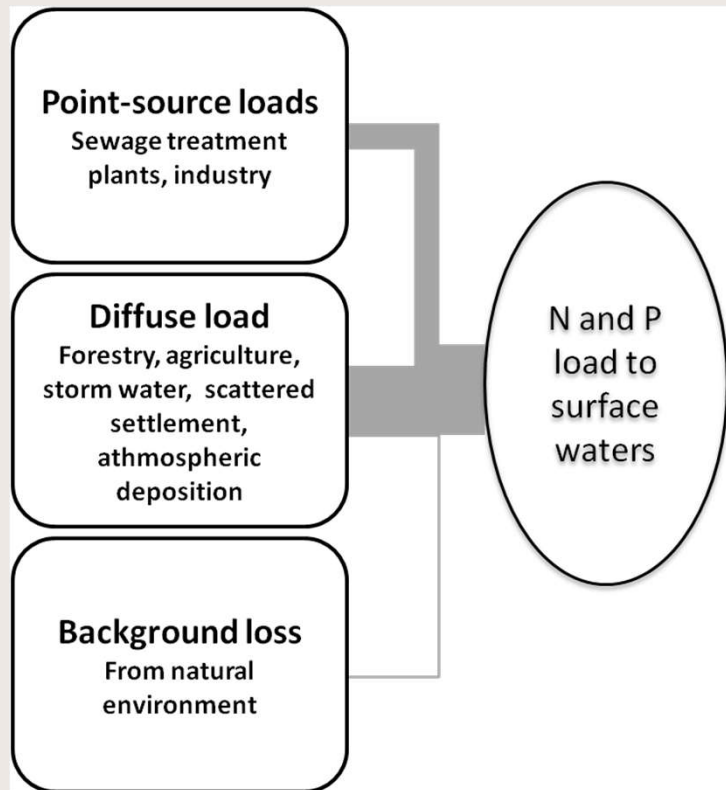 Point-source loads
Sewage treatment
plants, industry
Diffuse load
Forestry, agriculture,
storm water, scattered
settlement,
athmospheric
deposition
Background loss
From natural
environment
N and P
load to
surface
waters